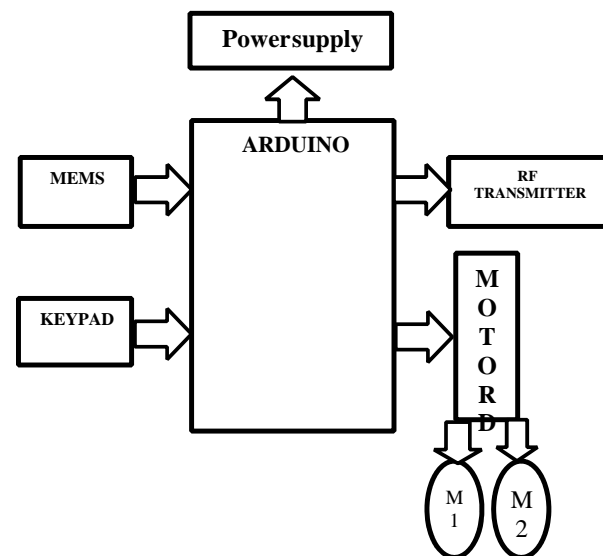 Powersupply
ARDUINO
MEMS
RF
TRANSMITTER
KEYPAD
M
O
T
O
R
D
M
1
M
2